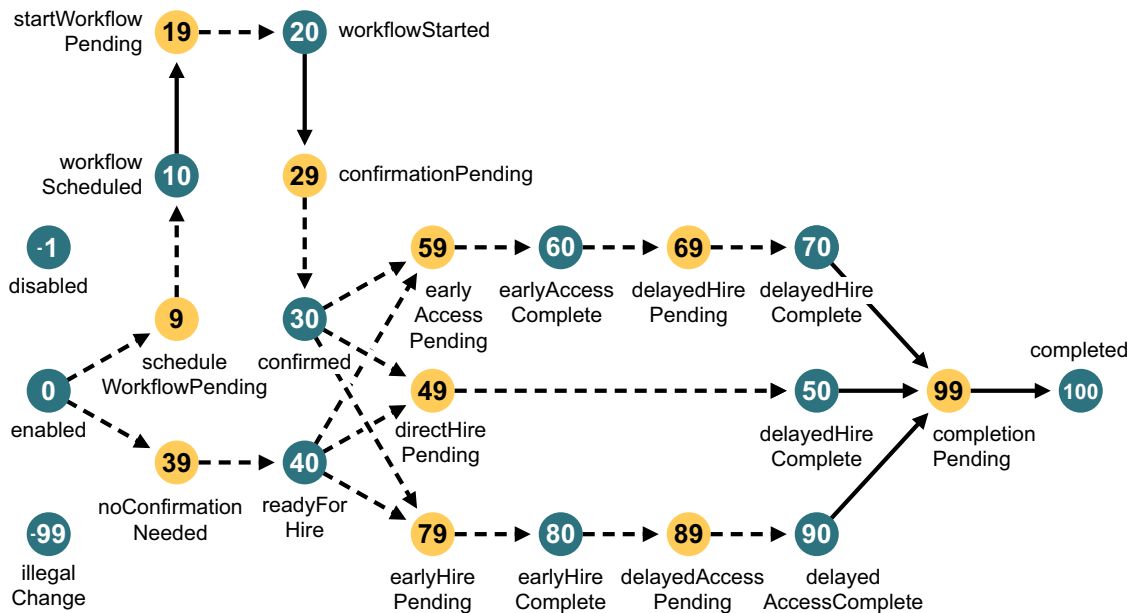 startWorkflow
Pending
19
20
workflowStarted
workflow
Scheduled
10
29
confirmationPending
-1
disabled
59
early
Access
Pending
60
earlyAccess
Complete
69
delayedHire
Pending
70
delayedHire
Complete
9
schedule
WorkflowPending
30
confirmed
0
enabled
49
directHire
Pending
50
delayedHire
Complete
99
completion
Pending
completed
100
39
noConfirmation
Needed
40
readyFor
Hire
-99
illegal
Change
79
earlyHire
Pending
80
earlyHire
Complete
89
delayedAccess
Pending
90
delayed
AccessComplete